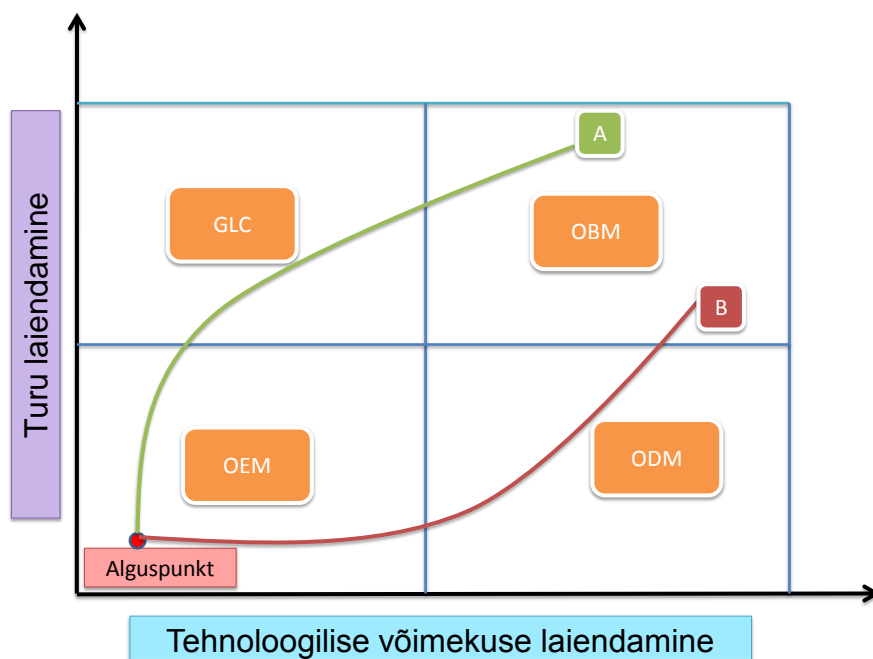 A
GLC
OBM
Turu laiendamine
B
OEM
ODM
Alguspunkt
Tehnoloogilise võimekuse laiendamine